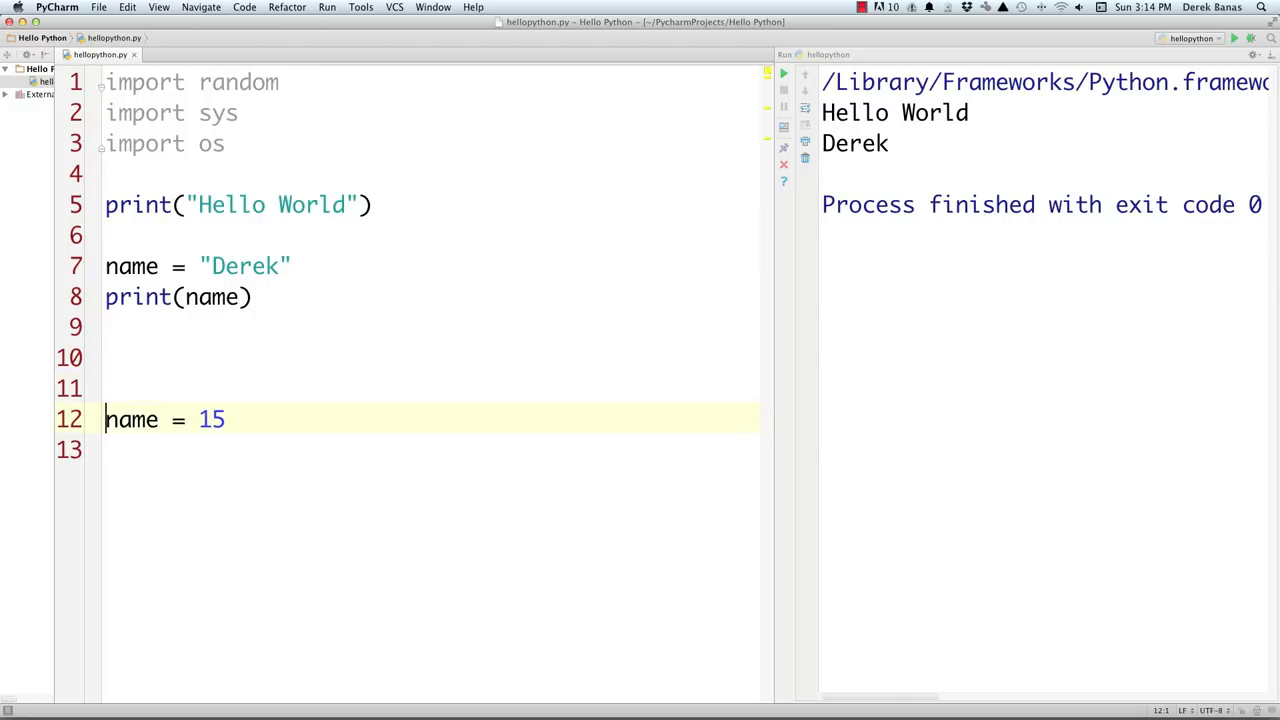 PyCharm File Edit View Navigate Code Refactor Run Tools VCS Window Help 10 Sun 3:14 PM Derek Banas
hellopython.py – Hello Python – [~/PycharmProjects/Hello Python]
Hello Python hellopython.py hellopython
hellopython.py Run hellopython
Hello P
hell
Externa
1 import random
2 import sys
3 import os
4
5 print("Hello World")
6
7 name = "Derek"
8 print(name)
9
10
11
12 name = 15
13
/Library/Frameworks/Python.framewo
Hello World
Derek
Process finished with exit code 0
12:1 LF UTF-8